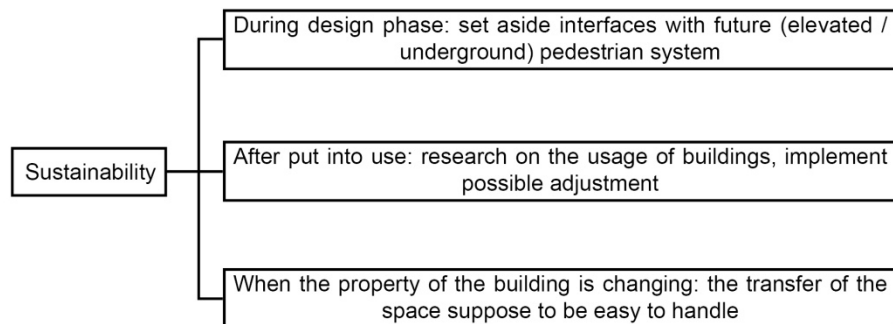 During design phase: set aside interfaces with future (elevated /
underground) pedestrian system
Sustainability
After put into use: research on the usage of buildings, implement
possible adjustment
When the property of the building is changing: the transfer of the
space suppose to be easy to handle